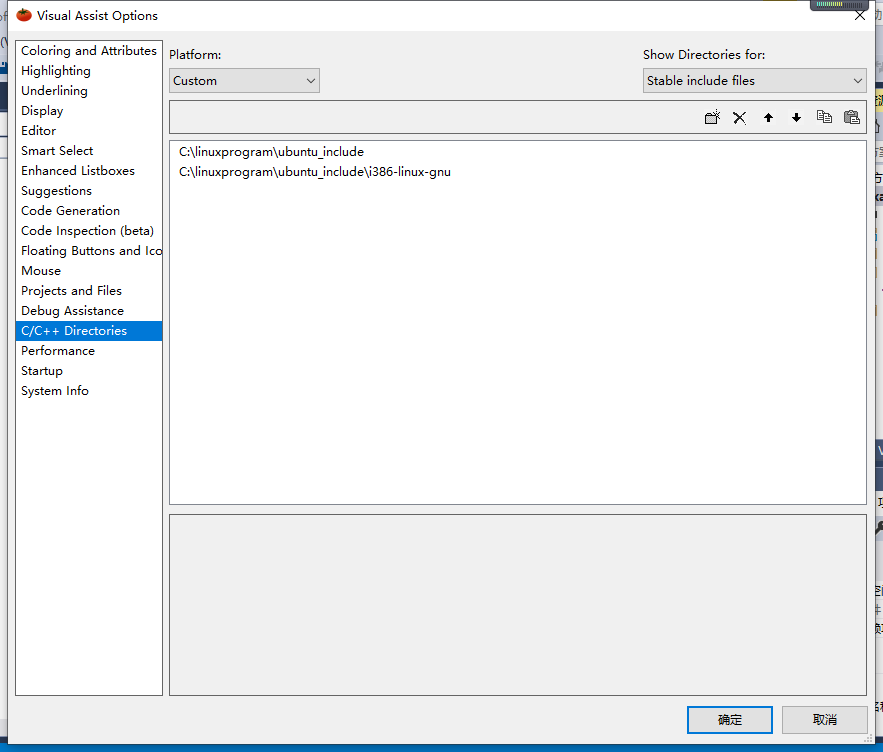 Visual Assist Options
Coloring and Attributes
Highlighting
Underlining
Display
Editor
Smart Select
Enhanced Listboxes
Suggestions
Code Generation
Code Inspection (beta)
Floating Buttons and Ico
Mouse
Projects and Files
Debug Assistance
C/C++ Directories
Performance
Startup
System Info
Platform:
Show Directories for:
Custom
Stable include files
C:\linuxprogram\ubuntu_include
C:\linuxprogram\ubuntu_include\i386-linux-gnu
确定
取消